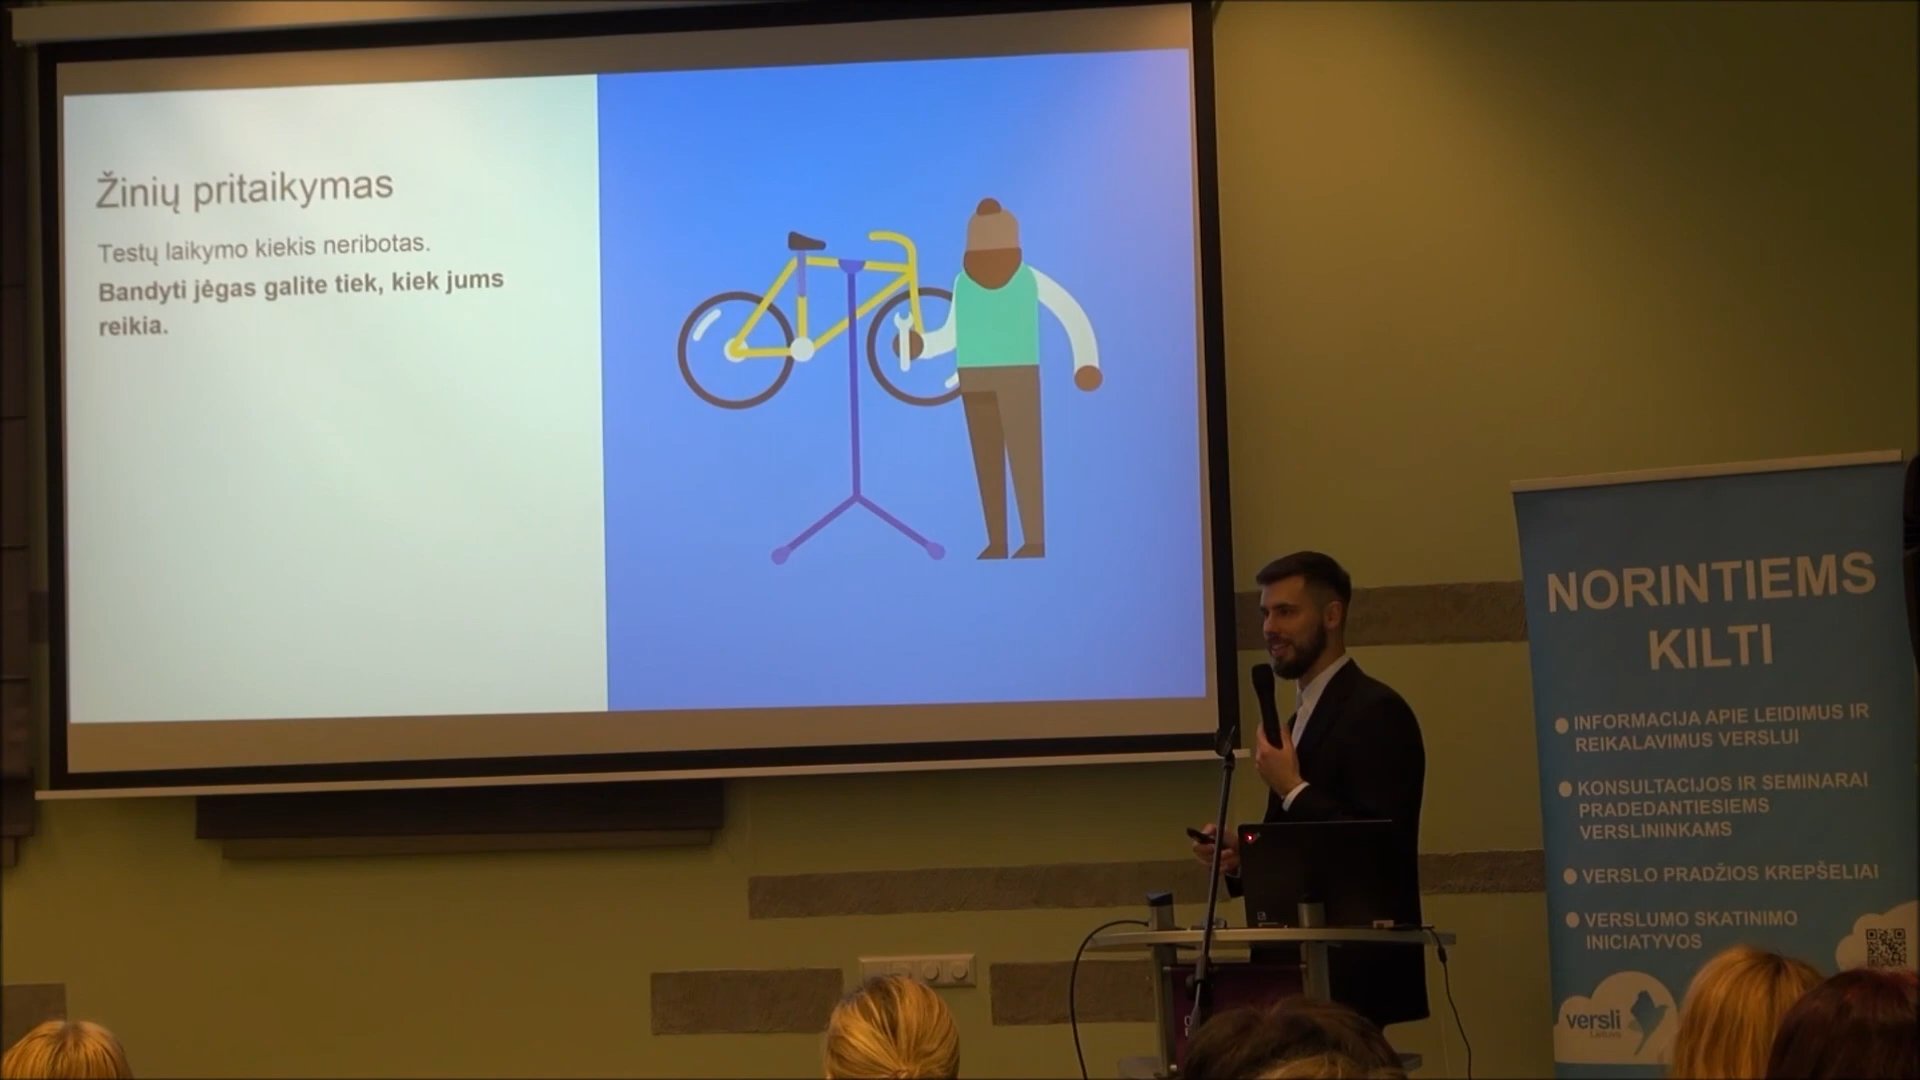 Žinių pritaikymas
Testų laikymo kiekis neribotas.
Bandyti jėgas galite tiek, kiek jums
reikia.
NORINTIEMS
KILTI
INFORMACIJA APIE LEIDIMUS IR
REIKALAVIMUS VERSLUI
KONSULTACIJOS IR SEMINARAI
PRADEDANTIESIEMS
VERSLININKAMS
VERSLO PRADŽIOS KREPŠELIAI
VERSLUMO SKATINIMO
INICIATYVOS
versli
Lietuva